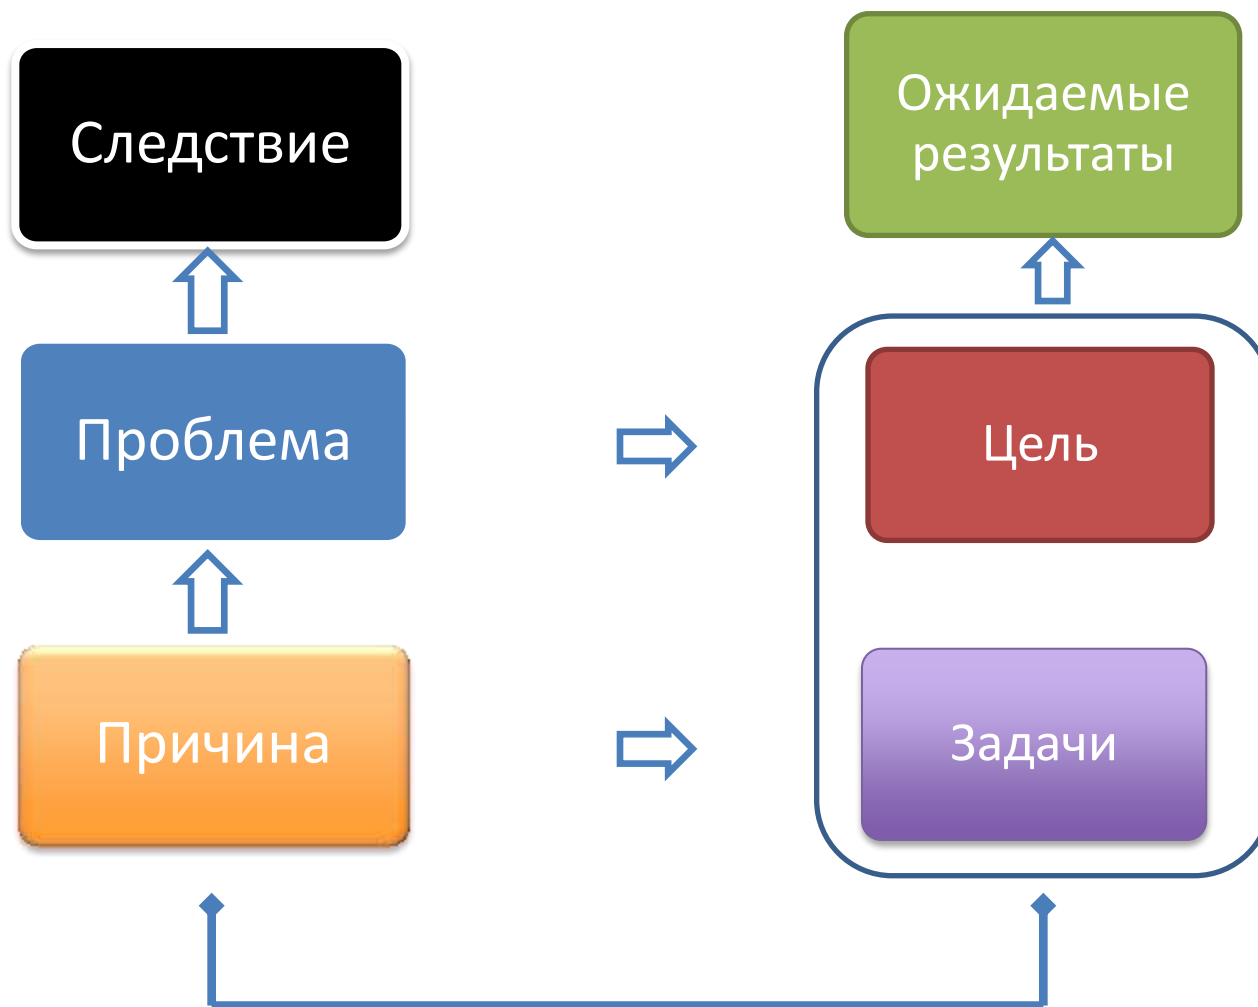 Следствие
Ожидаемые
результаты
Проблема
Цель
Причина
Задачи